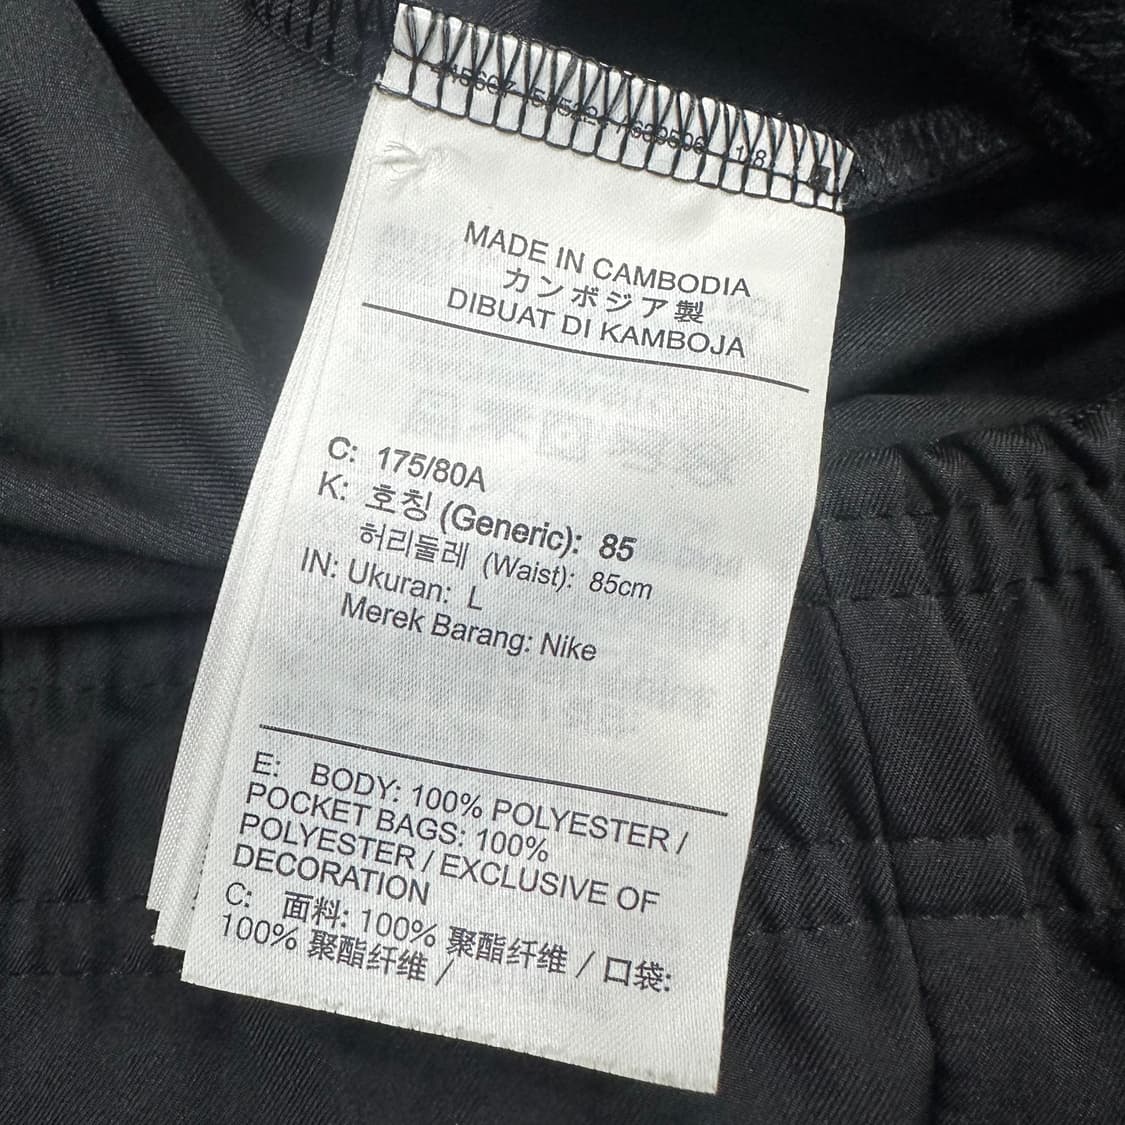 MADE IN CAMBODIA
カンボジア製
DIBUAT DI KAMBOJA
C: 175/80A
K: 호칭 (Generic): 85
허리둘레 (Waist): 85cm
IN: Ukuran: L
Merek Barang: Nike
E: BODY: 100% POLYESTER /
POCKET BAGS: 100%
POLYESTER / EXCLUSIVE OF
DECORATION
C: 面料: 100% 聚酯纤维 / 口袋:
100% 聚酯纤维 /